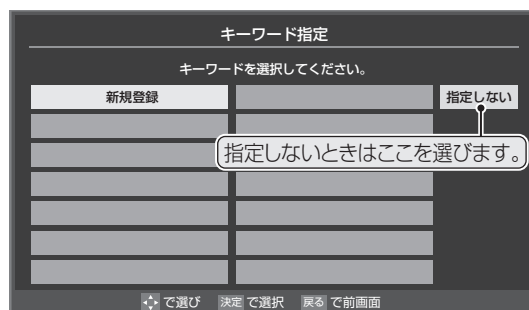 キーワード指定
キーワードを選択してください。
新規登録
指定しない
指定しないときはここを選びます。
で選び 決定 で選択 戻る で前画面